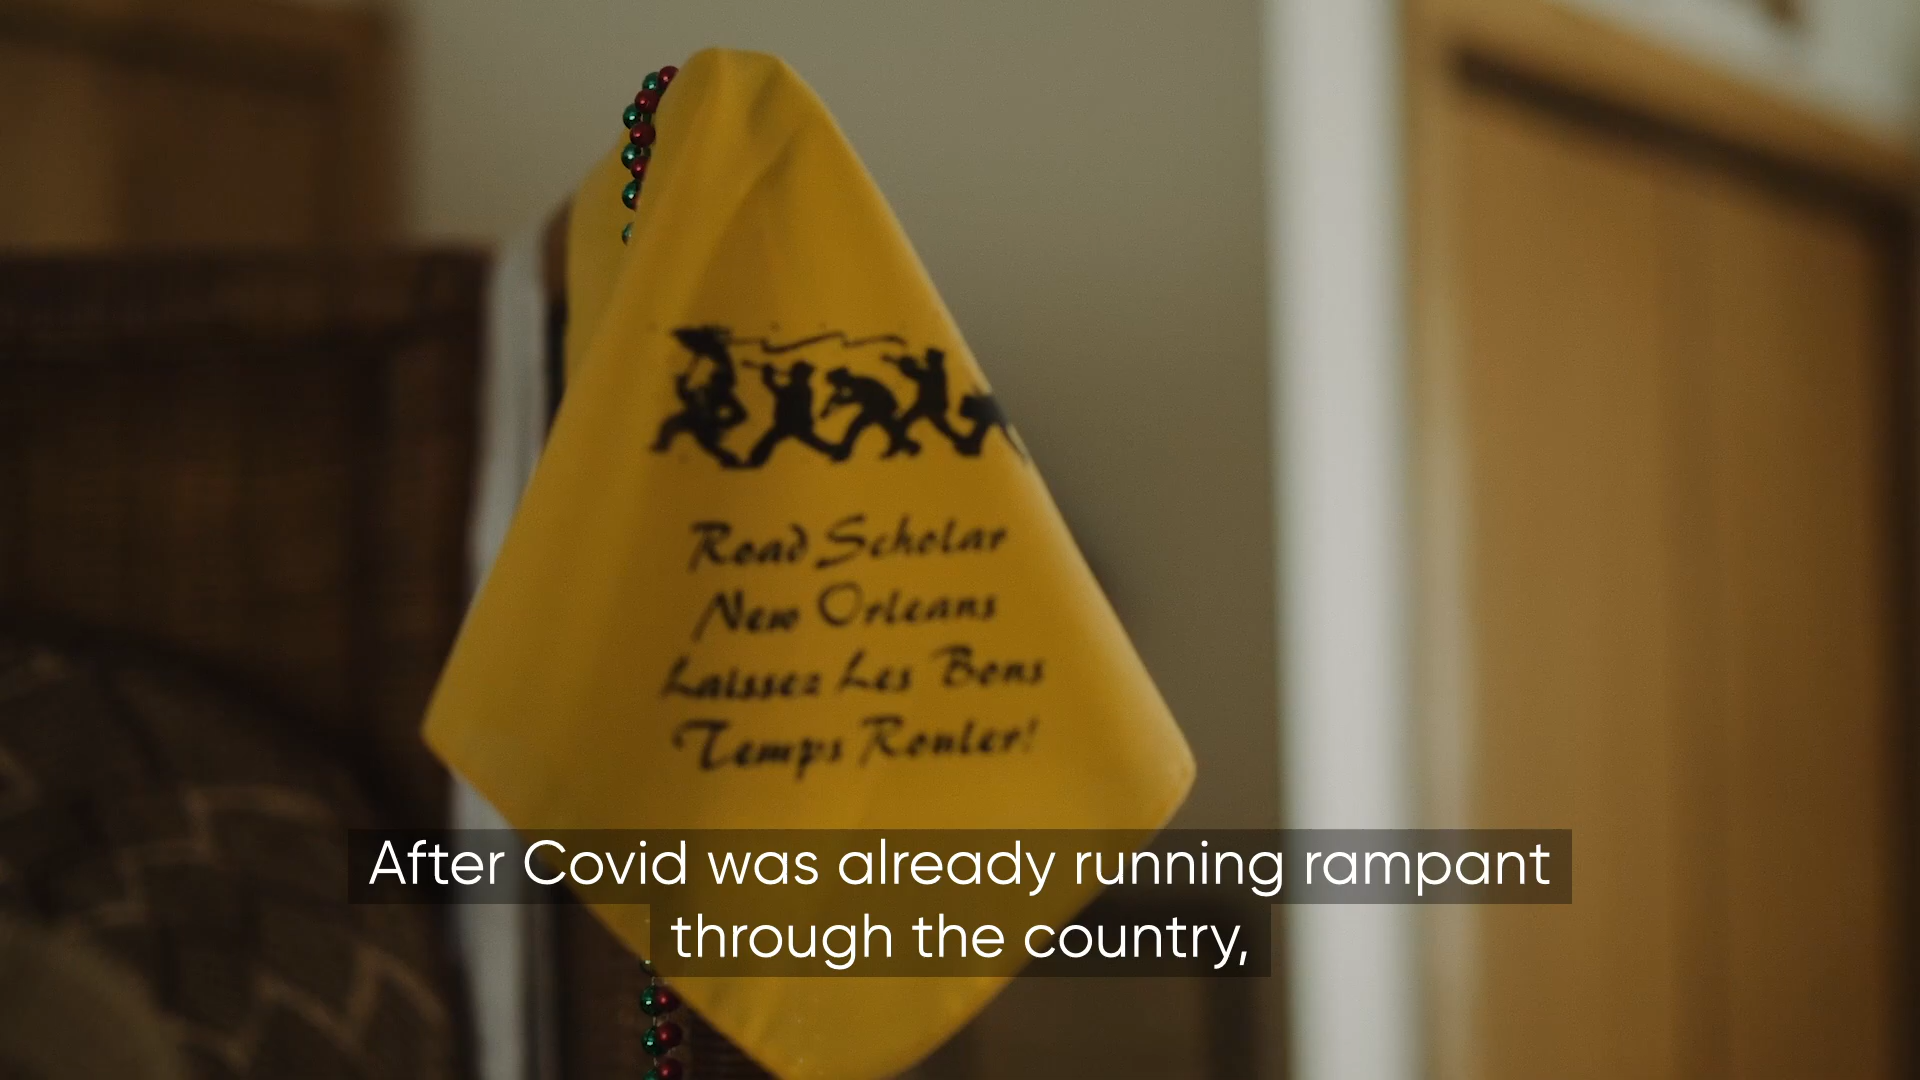 Road Scholar
New Orleans
Laissez Les Bons
Temps Rouler!
After Covid was already running rampant
through the country,